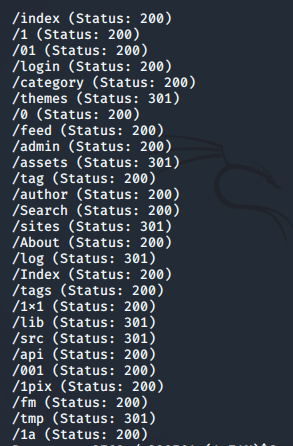 /index (Status: 200)
/1 (Status: 200)
/01 (Status: 200)
/login (Status: 200)
/category (Status: 200)
/themes (Status: 301)
/0 (Status: 200)
/feed (Status: 200)
/admin (Status: 200)
/assets (Status: 301)
/tag (Status: 200)
/author (Status: 200)
/Search (Status: 200)
/sites (Status: 301)
/About (Status: 200)
/log (Status: 301)
/Index (Status: 200)
/tags (Status: 200)
/1×1 (Status: 200)
/lib (Status: 301)
/src (Status: 301)
/api (Status: 200)
/001 (Status: 200)
/1pix (Status: 200)
/fm (Status: 200)
/tmp (Status: 301)
/1a (Status: 200)